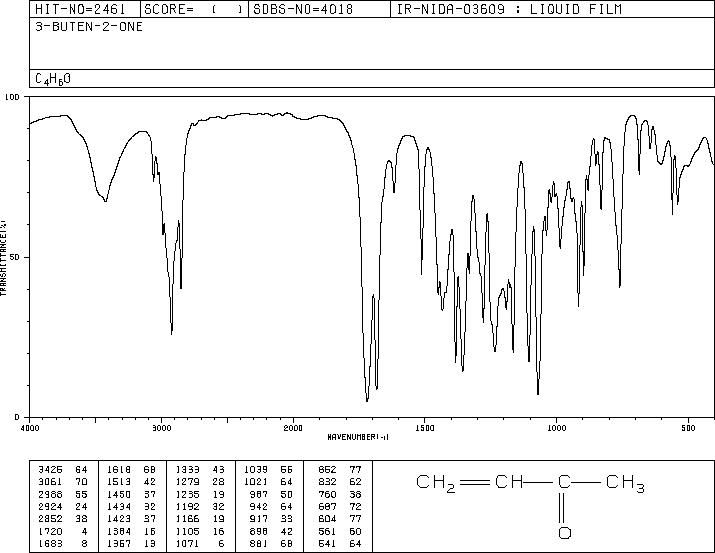 HIT-NO=2461 SCORE= ( ) SDBS-NO=4018 IR-NIDA-03609 : LIQUID FILM
3-BUTEN-2-ONE
C4H6O
100
TRANSMITTANCE(%)
50
0
4000 3000 2000 1500 1000 500
WAVENUMBER(-1)
3425 64 1618 68 1333 43 1039 55 852 77
3061 70 1513 42 1279 28 1021 64 832 62
2988 55 1450 37 1235 19 987 50 760 38
2924 24 1434 32 1192 32 942 64 687 72
2852 38 1423 37 1166 19 917 33 604 77
1720 4 1384 16 1105 16 898 42 561 60
1683 8 1357 13 1071 6 881 68 541 64
CH2=CH—C—CH3
O